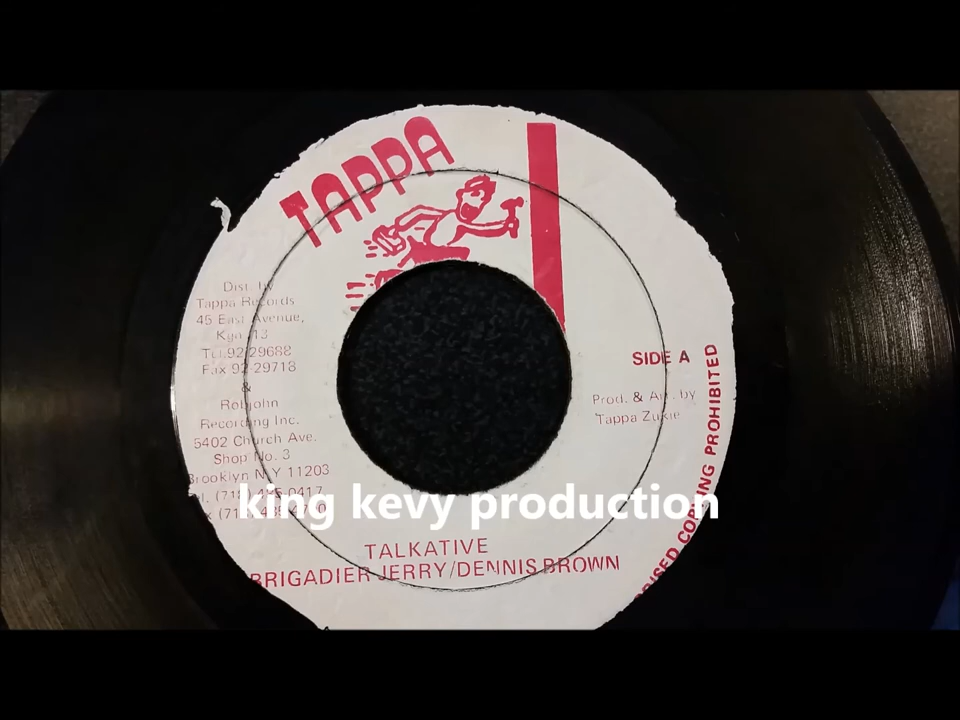 TAPPA
Dist. by
Tappa Records
45 East Avenue,
Kgn. 13
Tel.92-29688
Fax 92-29718
&
Robjohn
Recording Inc.
5402 Church Ave.
Shop No. 3
Brooklyn N.Y 11203
SIDE A
Prod. & Arr. by
Tappa Zukie
COPYING PROHIBITED
king kevy production
TALKATIVE
BRIGADIER JERRY/DENNIS BROWN